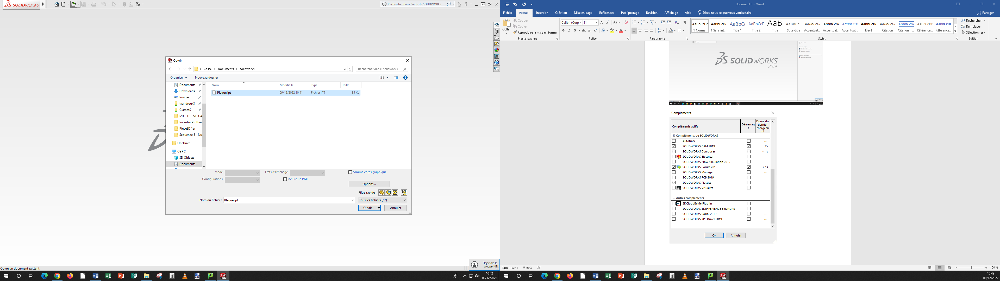 SOLIDWORKS
Rechercher dans l'aide de SOLIDWORKS
Ouvrir
Ce PC > Documents > solidworks
Rechercher dans : solidworks
Organiser
Nouveau dossier
Nom
Modifié le
Type
Taille
Plaque.ipt
09/12/2022 10:41
Fichier IPT
85 Ko
Documents
Downloads
Images
tvandroux$
Classes$
I2D - TP - STEGA
Inventor Prothes
Piece3D 1er
Sequence 5 - Nu
OneDrive
Ce PC
3D Objects
Documents
Mode:
Etats d'affichage:
comme corps graphique
Configurations:
Inclure un PMI
Options...
Filtre rapide:
Nom du fichier :
Plaque.ipt
Tous les fichiers (*.*)
Ouvrir
Annuler
Rejoindre le
groupe PIN
Ouvre un document existant.
10:42
09/12/2022
Document1 - Word
Fichier
Accueil
Insertion
Création
Mise en page
Références
Publipostage
Révision
Affichage
Aide
Dites-nous ce que vous voulez faire
Partager
Coller
Couper
Copier
Reproduire la mise en forme
Presse-papiers
Calibri (Corp
11
G I S abc x₂ x²
Police
Paragraphe
AaBbCcDc
¶ Normal
AaBbCcDc
¶ Sans int...
AaBbCc
Titre 1
AaBbCcD
Titre 2
AaB
Titre
AaBbCcD
Sous-titre
AaBbCcDc
Accentuat...
AaBbCcDc
Accentuat...
AaBbCcDc
Accentuat...
AaBbCcDc
Élevé
AaBbCcDc
Citation
AaBbCcDc
Citation in...
AaBbCcDc
Référence...
AaBbCcDc
Référence...
Styles
Rechercher
Remplacer
Sélectionner
Édition
SOLIDWORKS
2019
Compléments
Compléments actifs
Démarrag
e
Durée du
dernier
chargeme
nt
Compléments de SOLIDWORKS
Autotrace --
SOLIDWORKS CAM 2019 2s
SOLIDWORKS Composer < 1s
SOLIDWORKS Electrical --
SOLIDWORKS Flow Simulation 2019 --
SOLIDWORKS Forum 2019 < 1s
SOLIDWORKS Manage --
SOLIDWORKS PCB 2019 --
SOLIDWORKS Plastics --
SOLIDWORKS Visualize --
Autres compléments
3DCloudByMe Plug-in --
SOLIDWORKS 3DEXPERIENCE SmartLink --
SOLIDWORKS Social 2019 --
SOLIDWORKS XPS Driver 2019 --
OK
Annuler
Page 1 sur 1
0 mots
100 %
10:42
09/12/2022